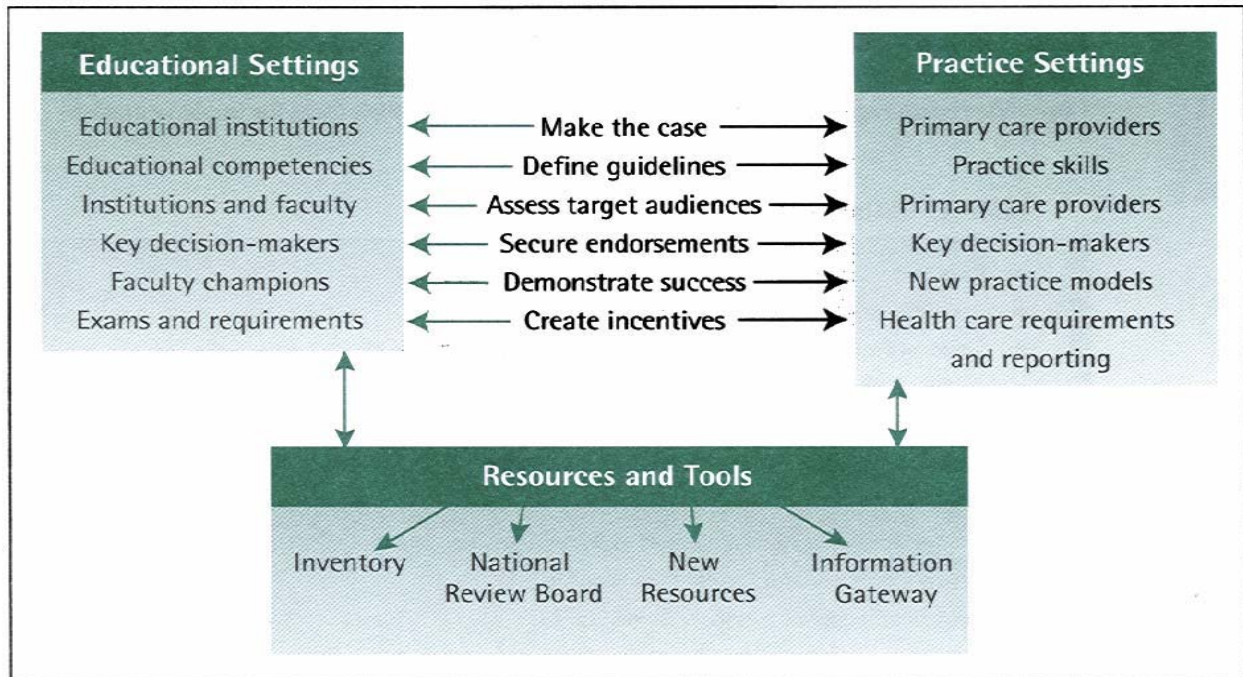 Educational Settings
Educational institutions
Educational competencies
Institutions and faculty
Key decision-makers
Faculty champions
Exams and requirements
Make the case
Define guidelines
Assess target audiences
Secure endorsements
Demonstrate success
Create incentives
Practice Settings
Primary care providers
Practice skills
Primary care providers
Key decision-makers
New practice models
Health care requirements
and reporting
Resources and Tools
Inventory
National
Review Board
New
Resources
Information
Gateway